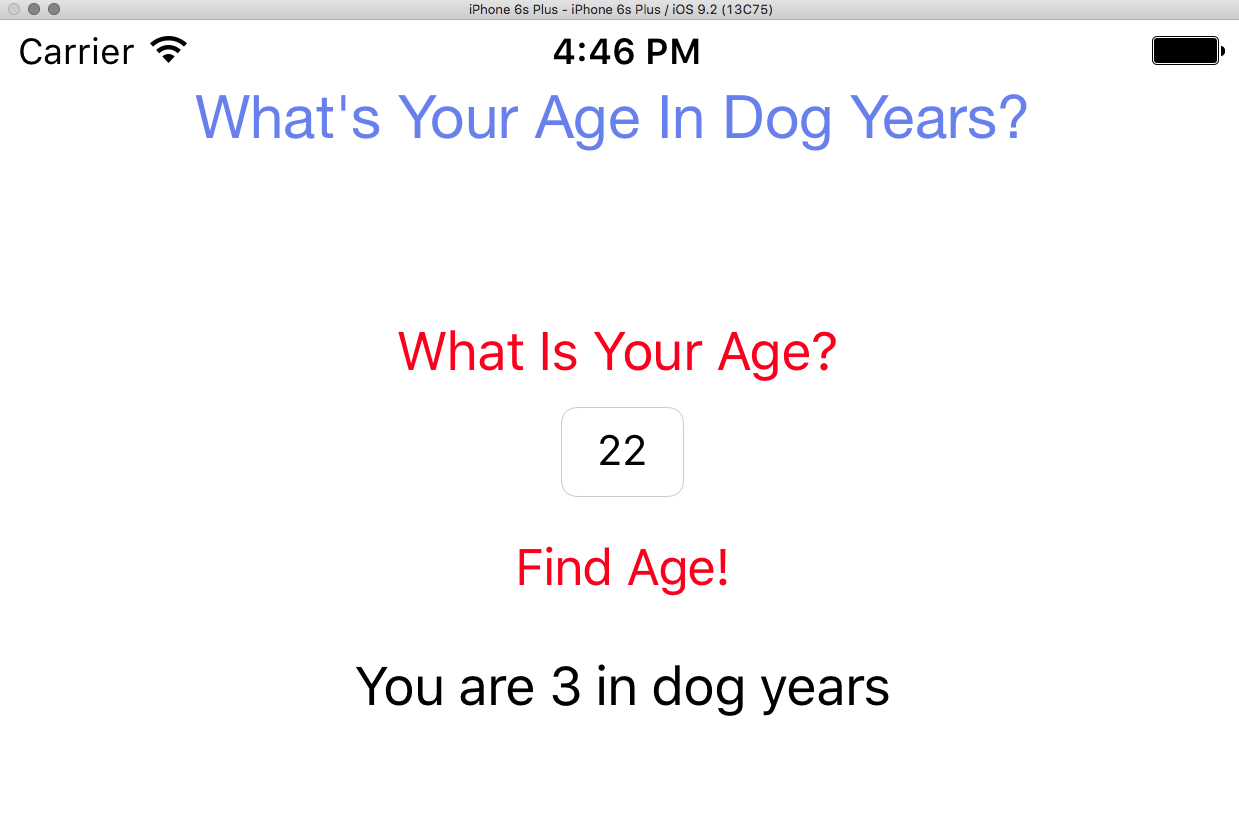 iPhone 6s Plus - iPhone 6s Plus / iOS 9.2 (13C75)
Carrier 4:46 PM
What's Your Age In Dog Years?
What Is Your Age?
22
Find Age!
You are 3 in dog years